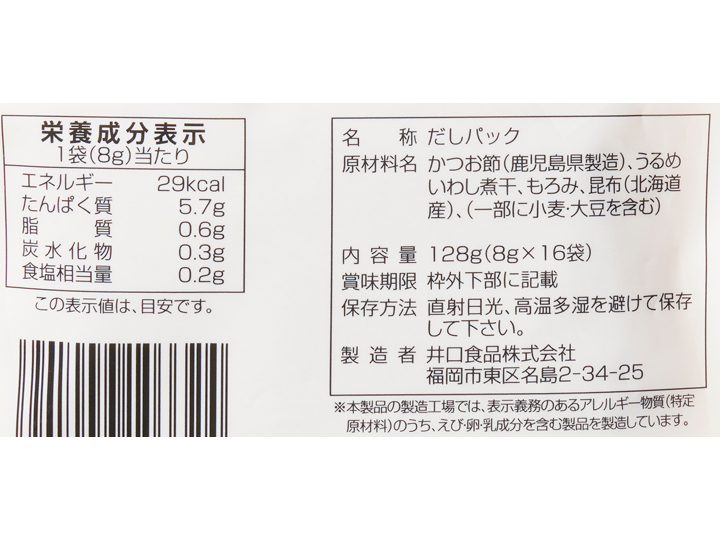 栄養成分表示
1袋(8g)当たり
エネルギー 29kcal
たんぱく質 5.7g
脂質 0.6g
炭水化物 0.3g
食塩相当量 0.2g
この表示値は、目安です。
名称 だしパック
原材料名 かつお節(鹿児島県製造)、うるめ
いわし煮干、もろみ、昆布(北海道
産)、(一部に小麦・大豆を含む)
内容量 128g(8g×16袋)
賞味期限 枠外下部に記載
保存方法 直射日光、高温多湿を避けて保存
して下さい。
製造者 井口食品株式会社
福岡市東区名島2-34-25
※本製品の製造工場では、表示義務のあるアレルギー物質(特定
原材料)のうち、えび・卵・乳成分を含む製品を製造しています。